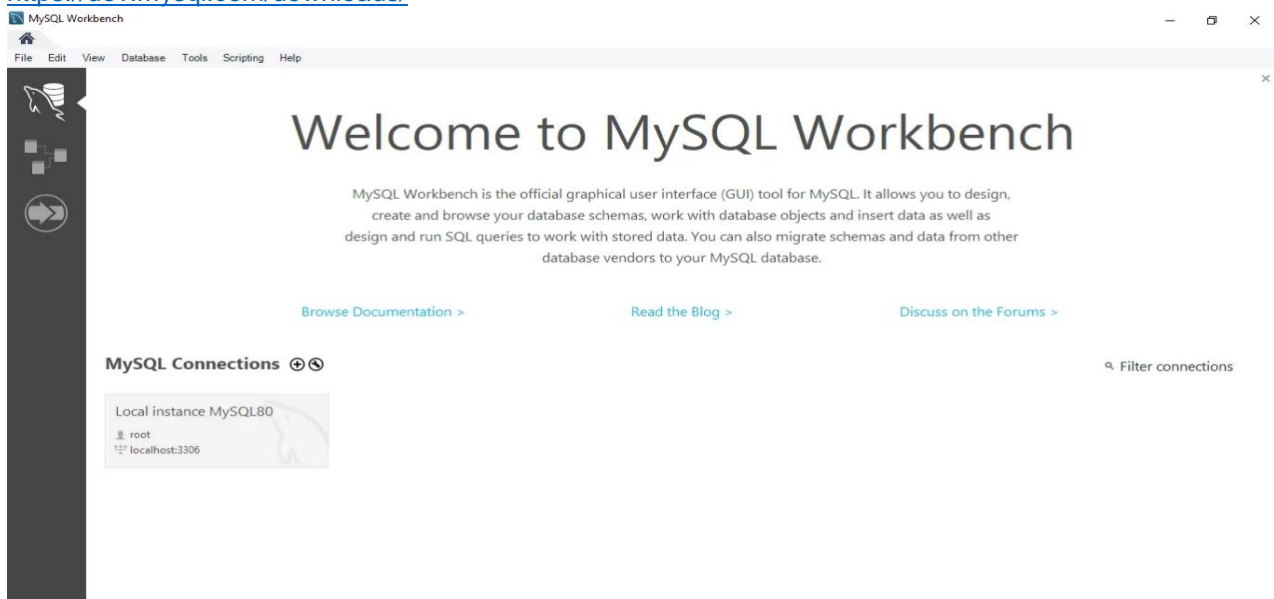 MySQL Workbench
File Edit View Database Tools Scripting Help
Welcome to MySQL Workbench
MySQL Workbench is the official graphical user interface (GUI) tool for MySQL. It allows you to design,
create and browse your database schemas, work with database objects and insert data as well as
design and run SQL queries to work with stored data. You can also migrate schemas and data from other
database vendors to your MySQL database.
Browse Documentation > Read the Blog > Discuss on the Forums >
MySQL Connections Filter connections
Local instance MySQL80
root
localhost:3306